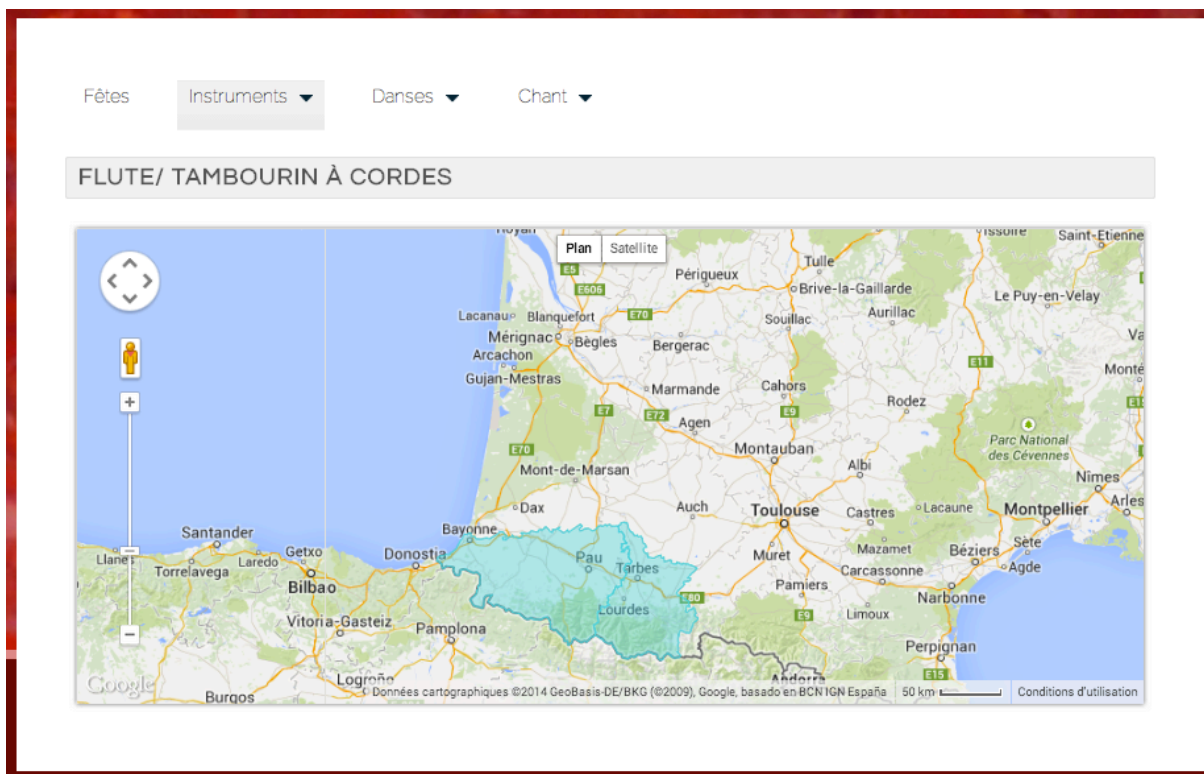 Fêtes
Instruments
Danses
Chant
FLUTE/ TAMBOURIN À CORDES
Plan
Satellite
Issoire
Saint-Etienne
Tulle
Périgueux
E5
E606
Brive-la-Gaillarde
Le Puy-en-Velay
Lacanau
Blanquefort
E70
Souillac
Aurillac
Mérignac
Bègles
Bergerac
Arcachon
E11
Gujan-Mestras
Marmande
Cahors
Rodez
E7
E72
E9
Agen
Parc National
des Cévennes
E70
Montauban
Mont-de-Marsan
Albi
Nîmes
Dax
Auch
Toulouse
Castres
Lacaune
Montpellier
Arles
Bayonne
Santander
Getxo
Donostia
Pau
Muret
Mazamet
Béziers
Sète
Llanes
Torrelavega
Laredo
Tarbes
Carcassonne
Agde
Bilbao
Pamiers
Narbonne
E80
Lourdes
E9
Limoux
Vitoria-Gasteiz
Pamplona
Perpignan
Logroño
Andorra
E15
Google
Burgos
Données cartographiques ©2014 GeoBasis-DE/BKG (©2009), Google, basado en BCN IGN España
50 km
Conditions d'utilisation